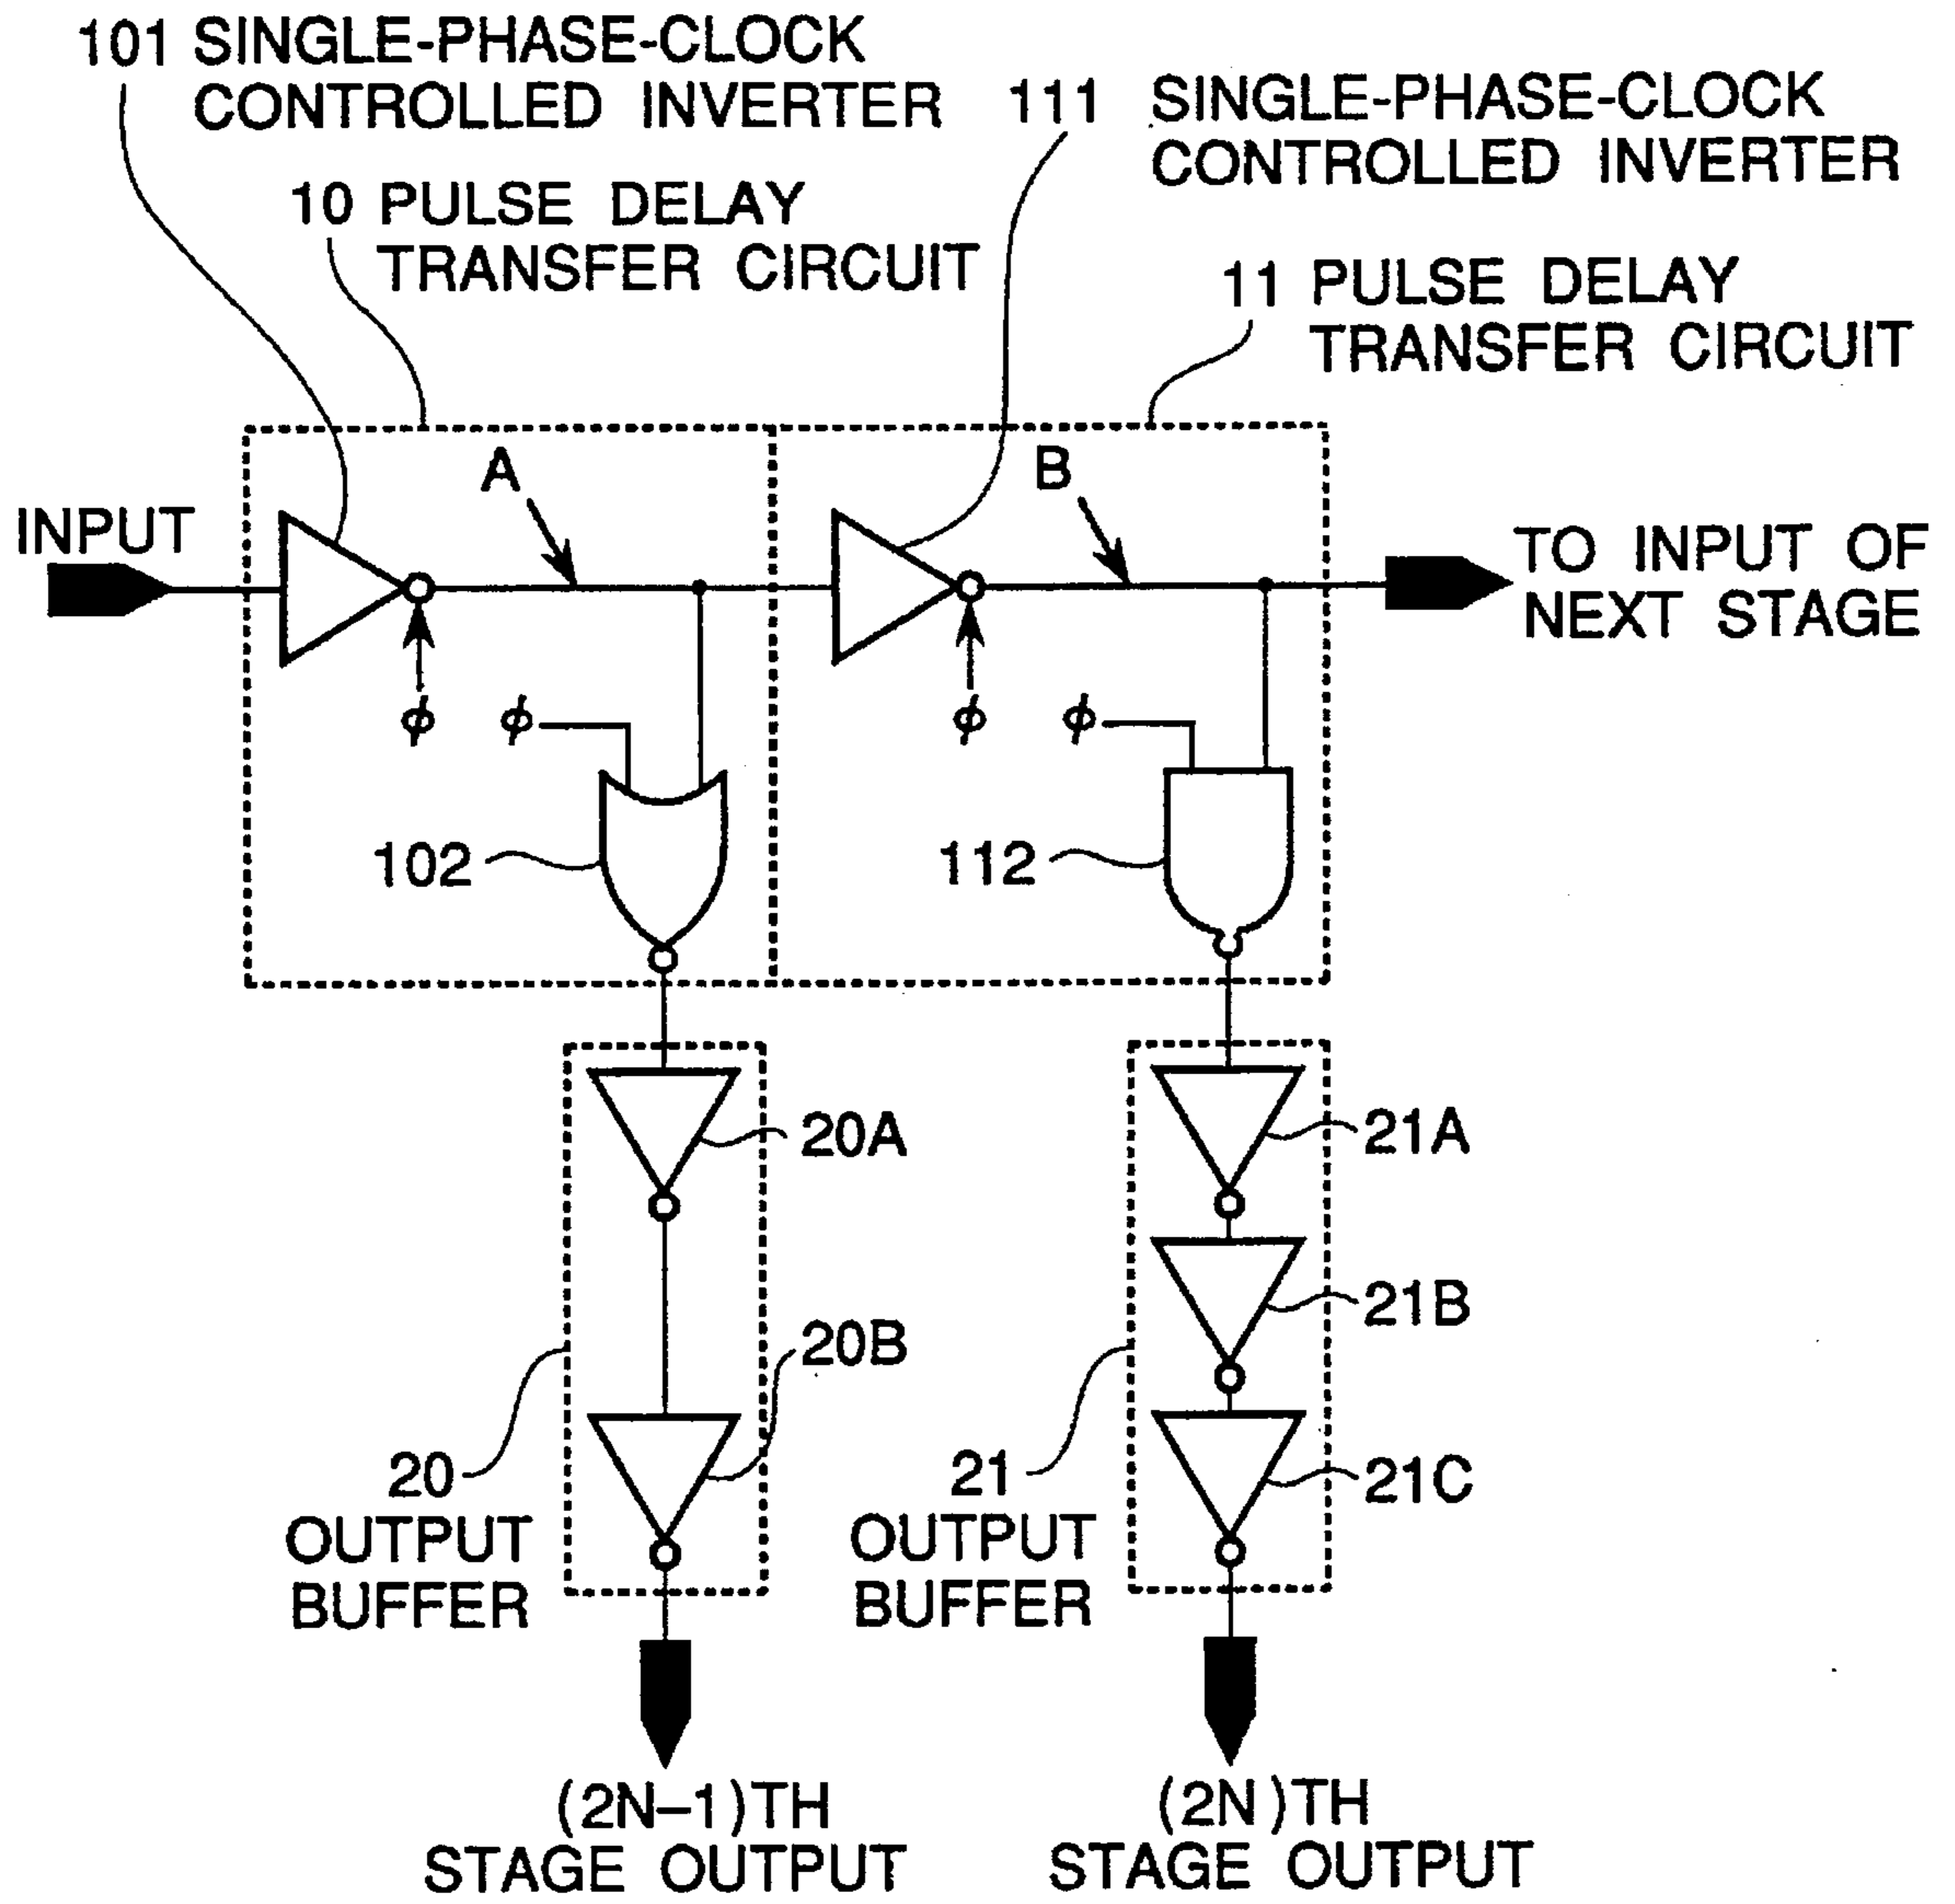 101 SINGLE-PHASE-CLOCK
CONTROLLED INVERTER
111 SINGLE-PHASE-CLOCK
CONTROLLED INVERTER
10 PULSE DELAY
TRANSFER CIRCUIT
11 PULSE DELAY
TRANSFER CIRCUIT
A
B
INPUT
TO INPUT OF
NEXT STAGE
ϕ
ϕ
ϕ
ϕ
102
112
20A
21A
21B
20B
20
OUTPUT
BUFFER
21
OUTPUT
BUFFER
21C
(2N–1)TH
STAGE OUTPUT
(2N)TH
STAGE OUTPUT